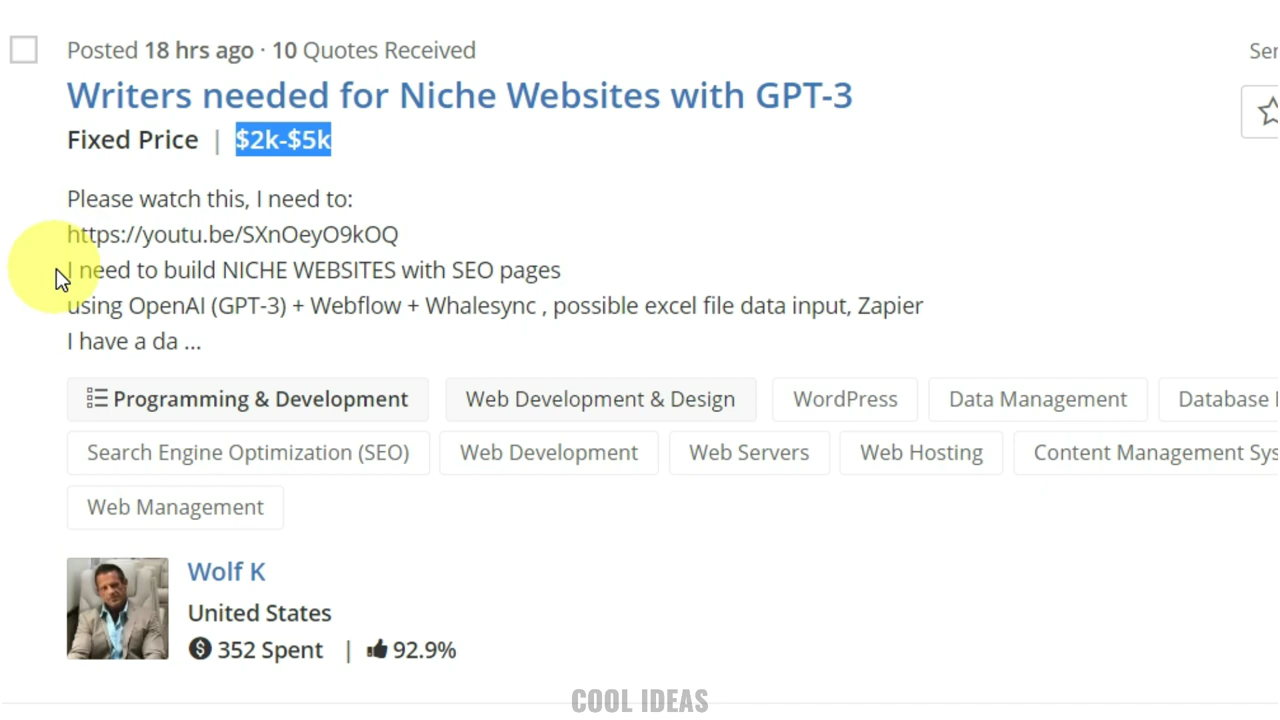 Posted 18 hrs ago · 10 Quotes Received
Writers needed for Niche Websites with GPT-3
Fixed Price | $2k-$5k
Please watch this, I need to:
https://youtu.be/SXnOeyO9kOQ
I need to build NICHE WEBSITES with SEO pages
using OpenAI (GPT-3) + Webflow + Whalesync , possible excel file data input, Zapier
I have a da ...
Programming & Development Web Development & Design WordPress Data Management Database
Search Engine Optimization (SEO) Web Development Web Servers Web Hosting Content Management
Web Management
Wolf K
United States
$ 352 Spent | 92.9%
COOL IDEAS